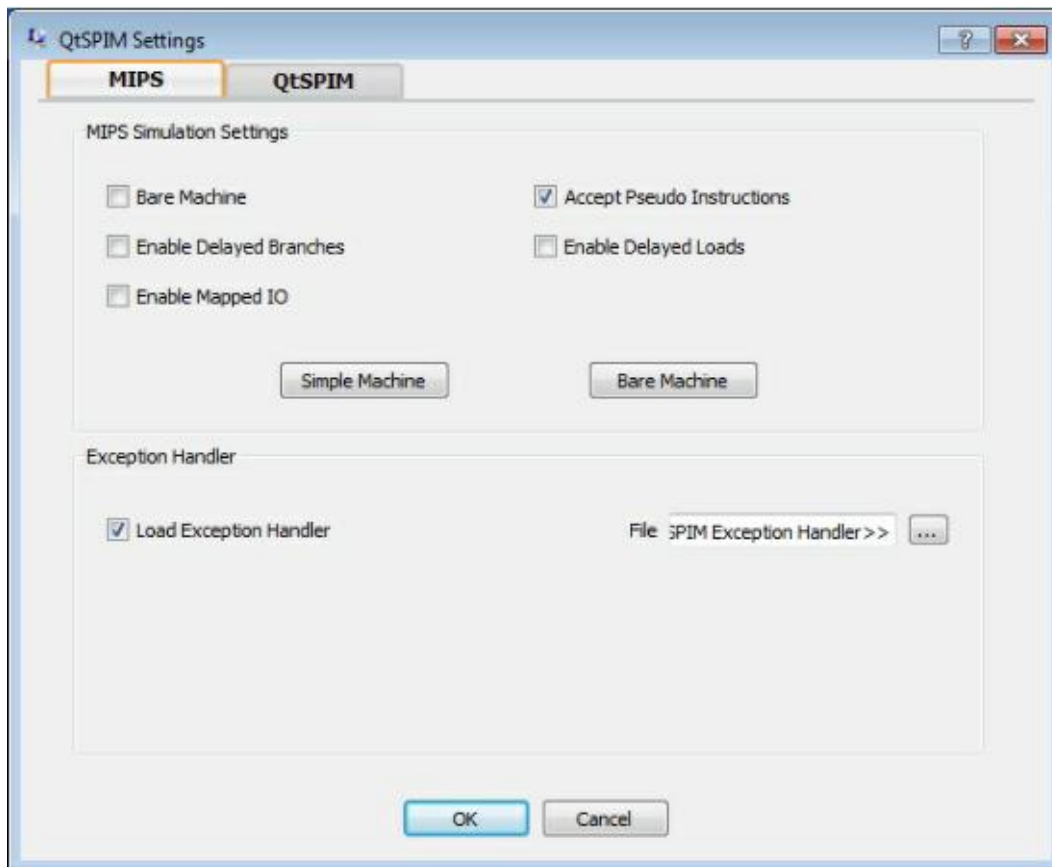 QtSPIM Settings
MIPS QtSPIM
MIPS Simulation Settings
Bare Machine Accept Pseudo Instructions
Enable Delayed Branches Enable Delayed Loads
Enable Mapped IO
Simple Machine Bare Machine
Exception Handler
Load Exception Handler File SPIM Exception Handler>> ...
OK Cancel